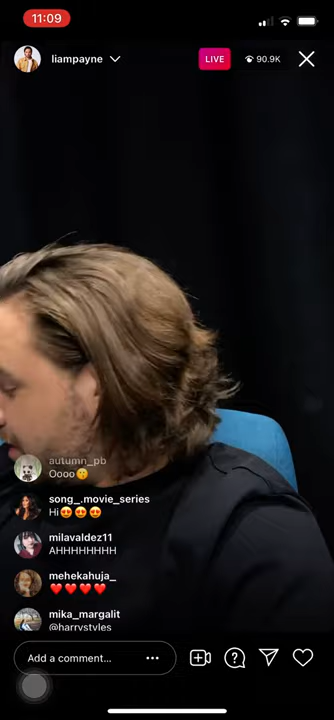 11:09
liampayne
LIVE
90.9K
autumn_pb
Oooo🤫
song_.movie_series
Hi😍😍😍
milavaldez11
AHHHHHHHH
mehekahuja_
❤️❤️❤️❤️
mika_margalit
@harrystyles
Add a comment...